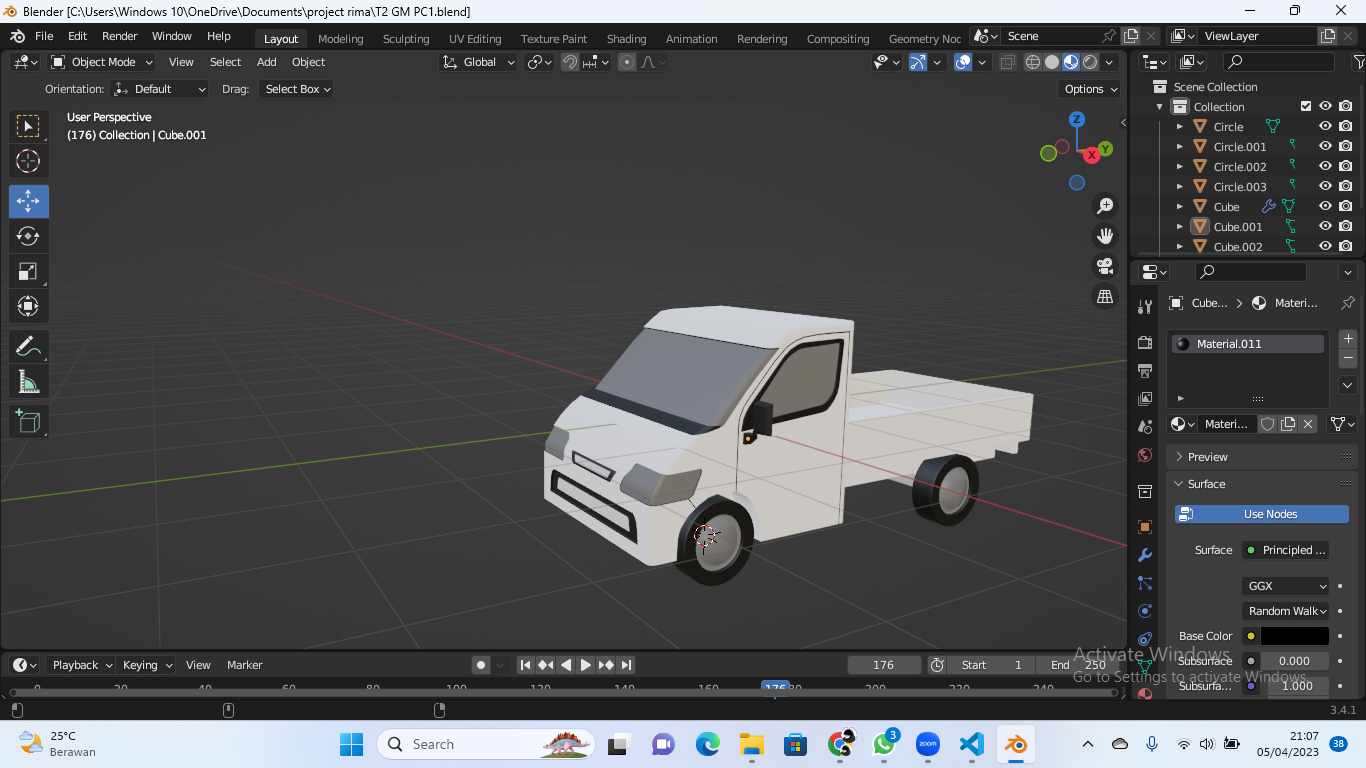 Blender [C:\Users\Windows 10\OneDrive\Documents\project rima\T2 GM PC1.blend]
File Edit Render Window Help Layout Modeling Sculpting UV Editing Texture Paint Shading Animation Rendering Compositing Geometry Noc Scene ViewLayer
Object Mode View Select Add Object Global
Orientation: Default Drag: Select Box Options
User Perspective
(176) Collection | Cube.001
Z
Y
X
Scene Collection
Collection
Circle
Circle.001
Circle.002
Circle.003
Cube
Cube.001
Cube.002
Cube... > Materi...
Material.011
Materi...
Preview
Surface
Use Nodes
Surface Principled ...
GGX
Random Walk
Base Color
Subsurface 0.000
Subsurfa... 1.000
Activate Windows
Go to Settings to activate Windows.
Playback Keying View Marker 176 Start 1 End 250
0 20 40 60 80 100 120 140 160 176 80 200 220 240
3.4.1
25°C
Berawan
Search
3
zoom
21:07
05/04/2023
38